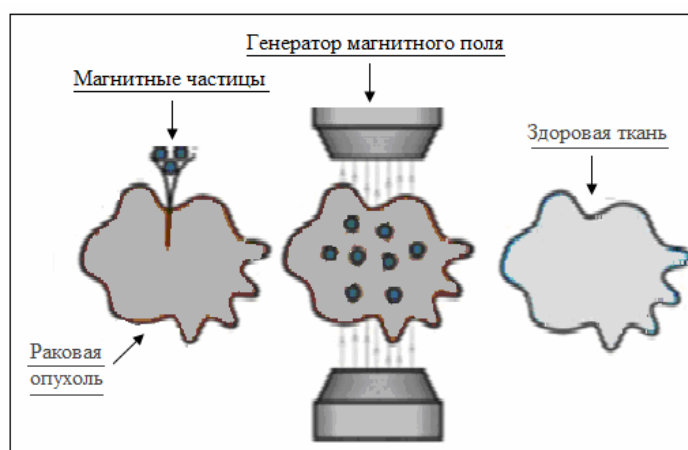 Генератор магнитного поля
Магнитные частицы
Здоровая ткань
Раковая
опухоль